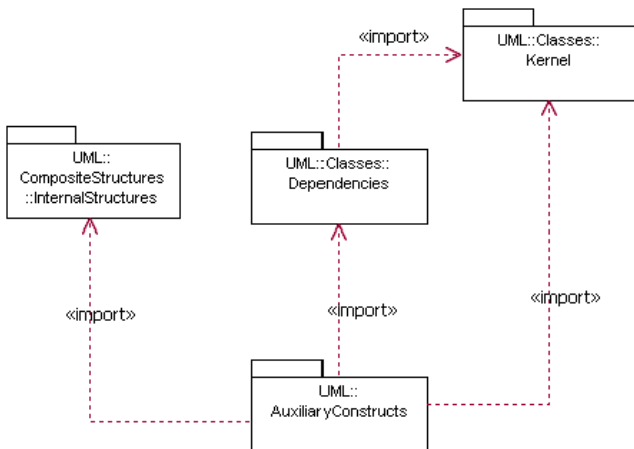 UML::Classes::
Kernel
«import»
UML::
CompositeStructures
::InternalStructures
UML::Classes::
Dependencies
«import»
«import»
«import»
UML::
AuxiliaryConstructs